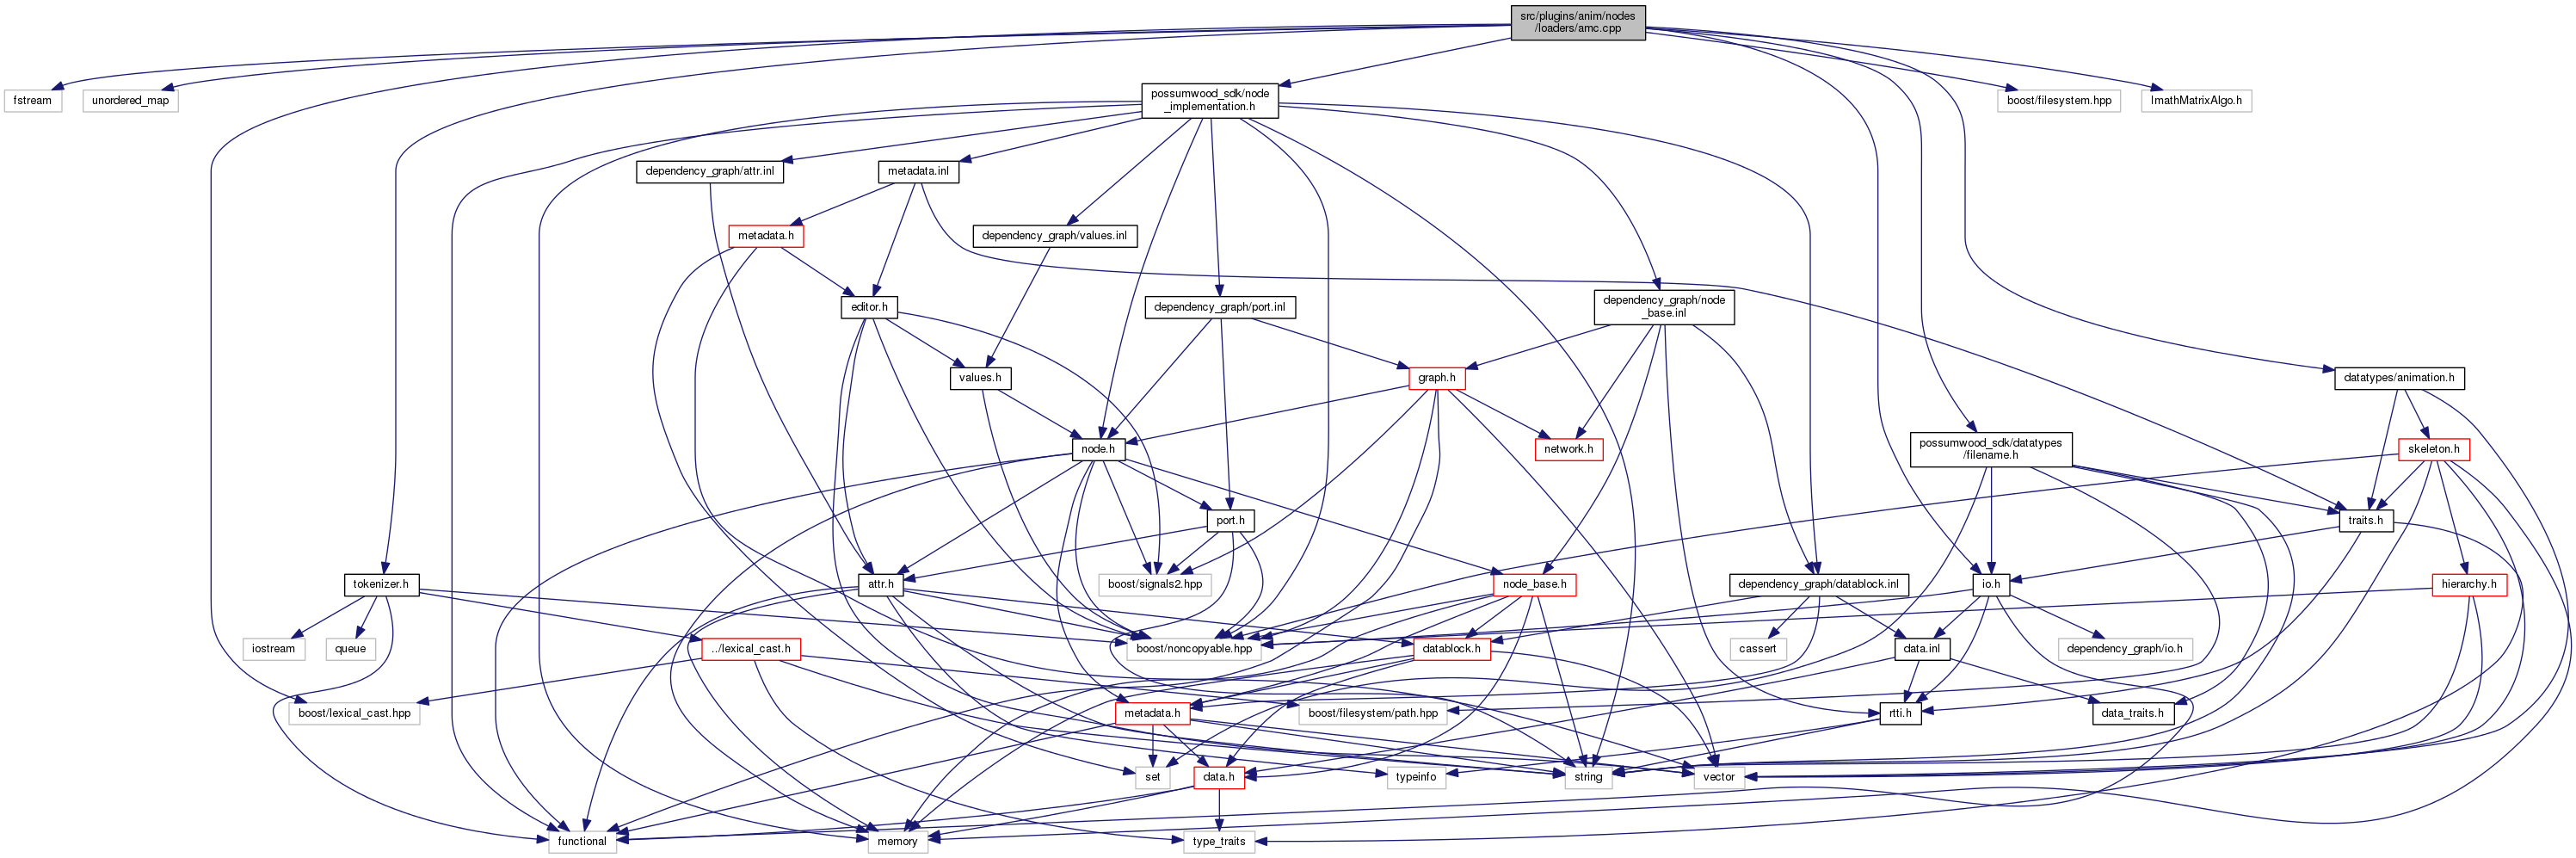 src/plugins/anim/nodes
/loaders/amc.cpp
fstream
unordered_map
possumwood_sdk/node
_implementation.h
boost/filesystem.hpp
ImathMatrixAlgo.h
dependency_graph/attr.inl
metadata.inl
metadata.h
dependency_graph/values.inl
editor.h
dependency_graph/port.inl
dependency_graph/node
_base.inl
values.h
graph.h
datatypes/animation.h
node.h
network.h
possumwood_sdk/datatypes
/filename.h
skeleton.h
port.h
traits.h
tokenizer.h
attr.h
boost/signals2.hpp
node_base.h
dependency_graph/datablock.inl
io.h
hierarchy.h
iostream
queue
../lexical_cast.h
boost/noncopyable.hpp
datablock.h
cassert
data.inl
dependency_graph/io.h
boost/lexical_cast.hpp
metadata.h
boost/filesystem/path.hpp
rtti.h
data_traits.h
set
data.h
typeinfo
string
vector
functional
memory
type_traits